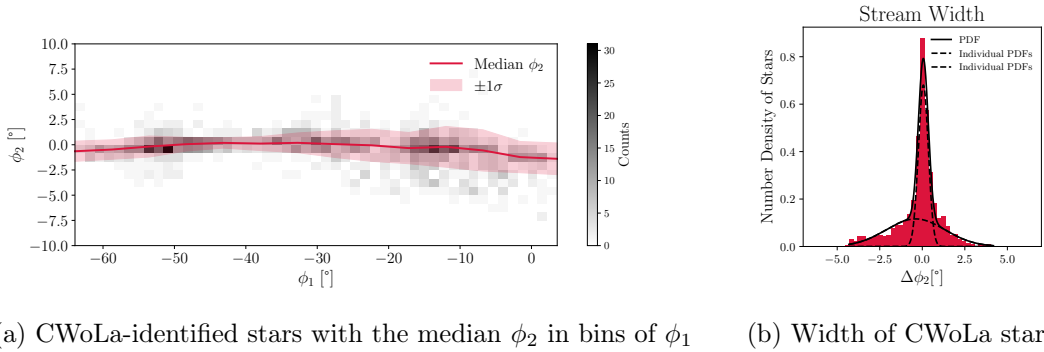 10.0
7.5
5.0
2.5
0.0
−2.5
−5.0
−7.5
−10.0
ϕ2 [°]
−60 −50 −40 −30 −20 −10 0
ϕ1 [°]
Median ϕ2
±1σ
30
25
20
15
10
5
0
Counts
Stream Width
PDF
Individual PDFs
Individual PDFs
Number Density of Stars
0.8
0.6
0.4
0.2
0.0
−5.0 −2.5 0.0 2.5 5.0
Δϕ2[°]
(a) CWoLa-identified stars with the median ϕ2 in bins of ϕ1
(b) Width of CWoLa star